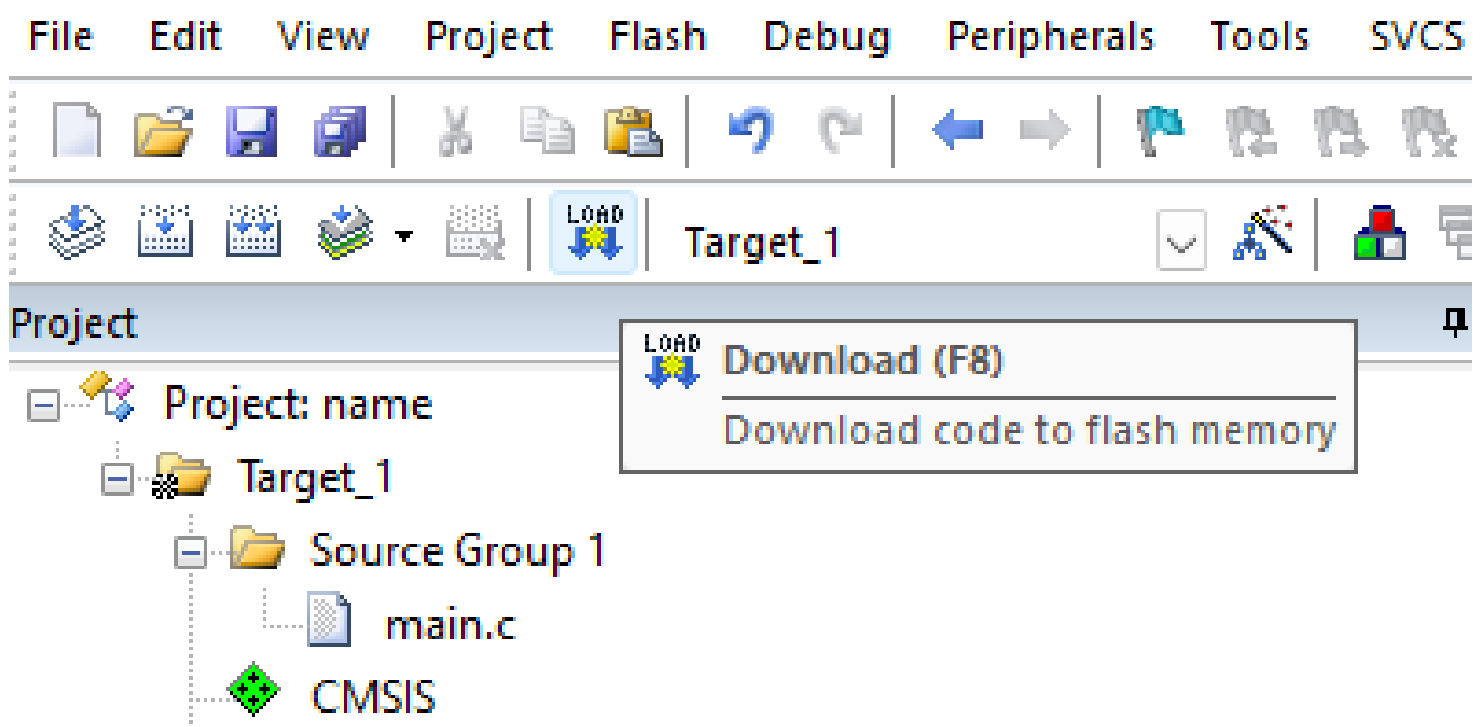 File Edit View Project Flash Debug Peripherals Tools SVCS
LOAD Target_1
Project
LOAD Download (F8)
Download code to flash memory
Project: name
Target_1
Source Group 1
main.c
CMSIS